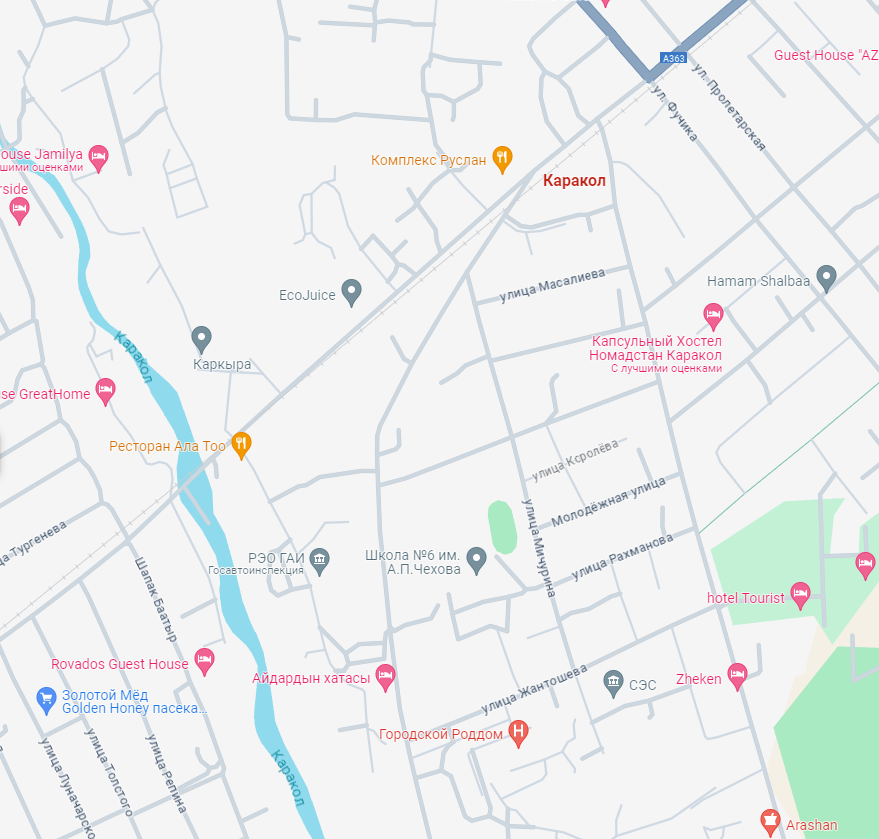 А363
Guest House "AZ
ул. Пролетарская
ул. Фучика
ouse Jamilya
шими оценками
Комплекс Руслан
Каракол
rside
улица Масалиева
Hamam Shalbaa
EcoJuice
Капсульный Хостел
Номадстан Каракол
С лучшими оценками
Каракол
Каркыра
se GreatHome
Ресторан Ала Тоо
улица Королёва
Молодёжная улица
улица Мичурина
улица Рахманова
ца Тургенева
Школа №6 им.
А.П.Чехова
РЭО ГАИ
Госавтоинспекция
Шапак Баатыр
hotel Tourist
Rovados Guest House
Айдардын хатасы
Zheken
СЭС
улица Жантошева
Золотой Мёд
Golden Honey пасека...
Городской Роддом
улица Луначарско
улица Толстого
улица Репина
Каракол
H
Arashan